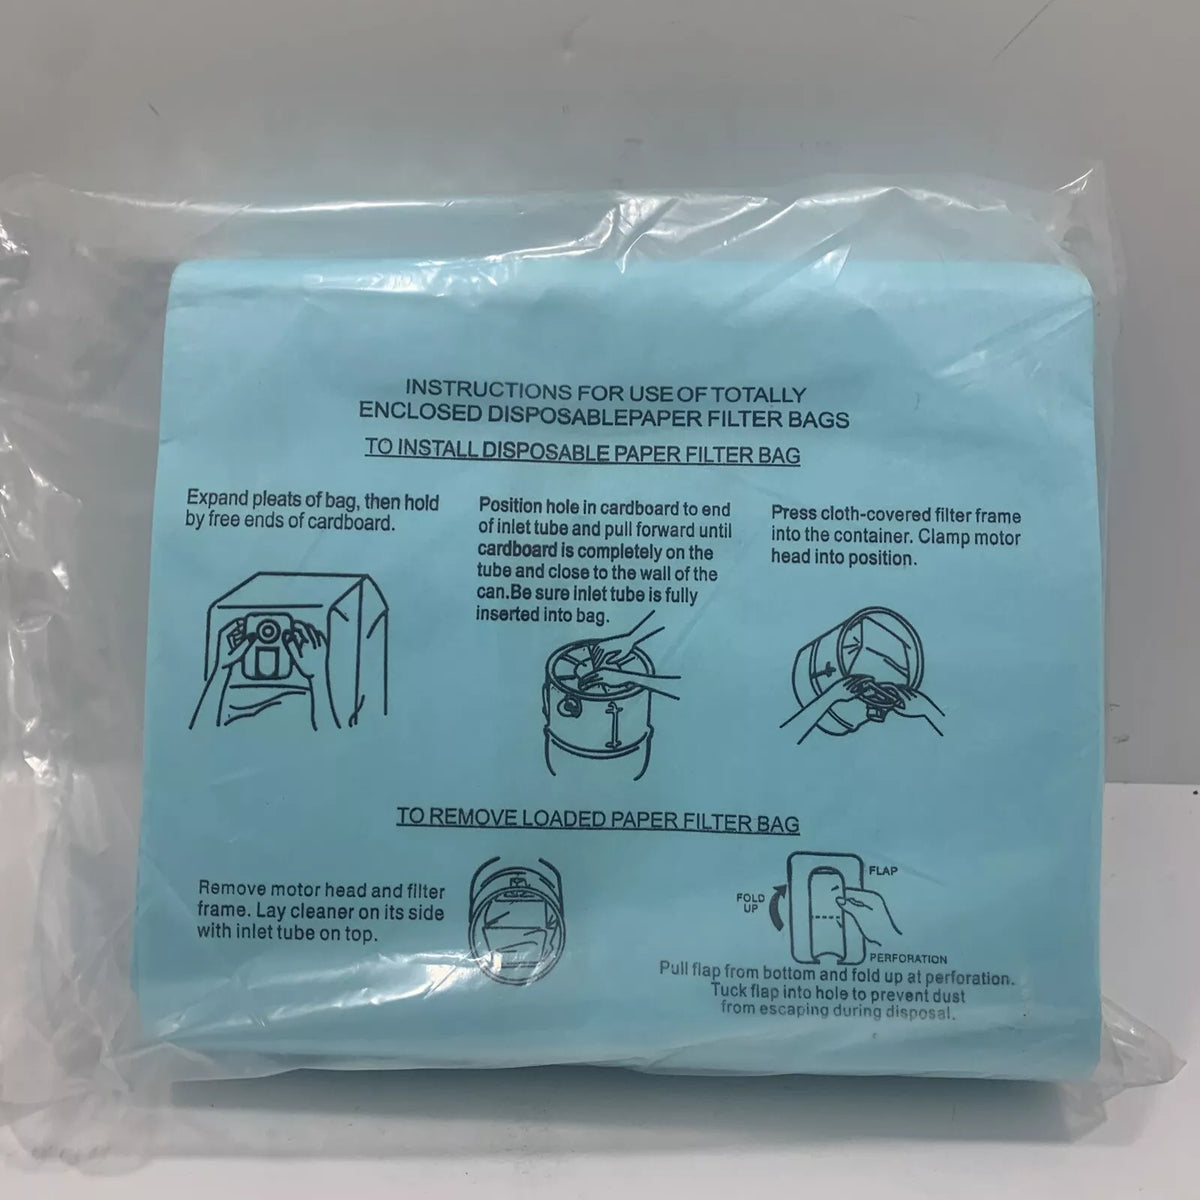 INSTRUCTIONS FOR USE OF TOTALLY
ENCLOSED DISPOSABLEPAPER FILTER BAGS
TO INSTALL DISPOSABLE PAPER FILTER BAG
Expand pleats of bag, then hold
by free ends of cardboard.
Position hole in cardboard to end
of inlet tube and pull forward until
cardboard is completely on the
tube and close to the wall of the
can.Be sure inlet tube is fully
inserted into bag.
Press cloth-covered filter frame
into the container. Clamp motor
head into position.
TO REMOVE LOADED PAPER FILTER BAG
Remove motor head and filter
frame. Lay cleaner on its side
with inlet tube on top.
FLAP
FOLD
UP
PERFORATION
Pull flap from bottom and fold up at perforation.
Tuck flap into hole to prevent dust
from escaping during disposal.